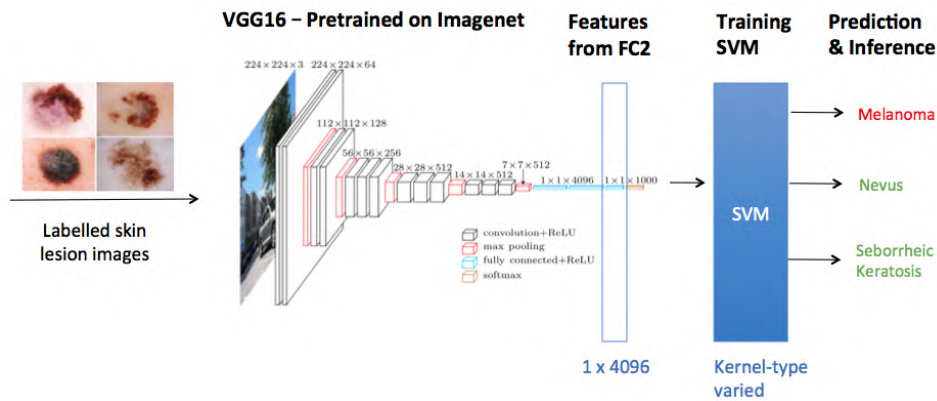 VGG16 – Pretrained on Imagenet
Features
from FC2
Training
SVM
Prediction
& Inference
224×224×3
224×224×64
112×112×128
56×56×256
28×28×512
14×14×512
7×7×512
1×1×4096
1×1×1000
convolution+ReLU
max pooling
fully connected+ReLU
softmax
Labelled skin
lesion images
SVM
Melanoma
Nevus
Seborrheic
Keratosis
1 x 4096
Kernel-type
varied